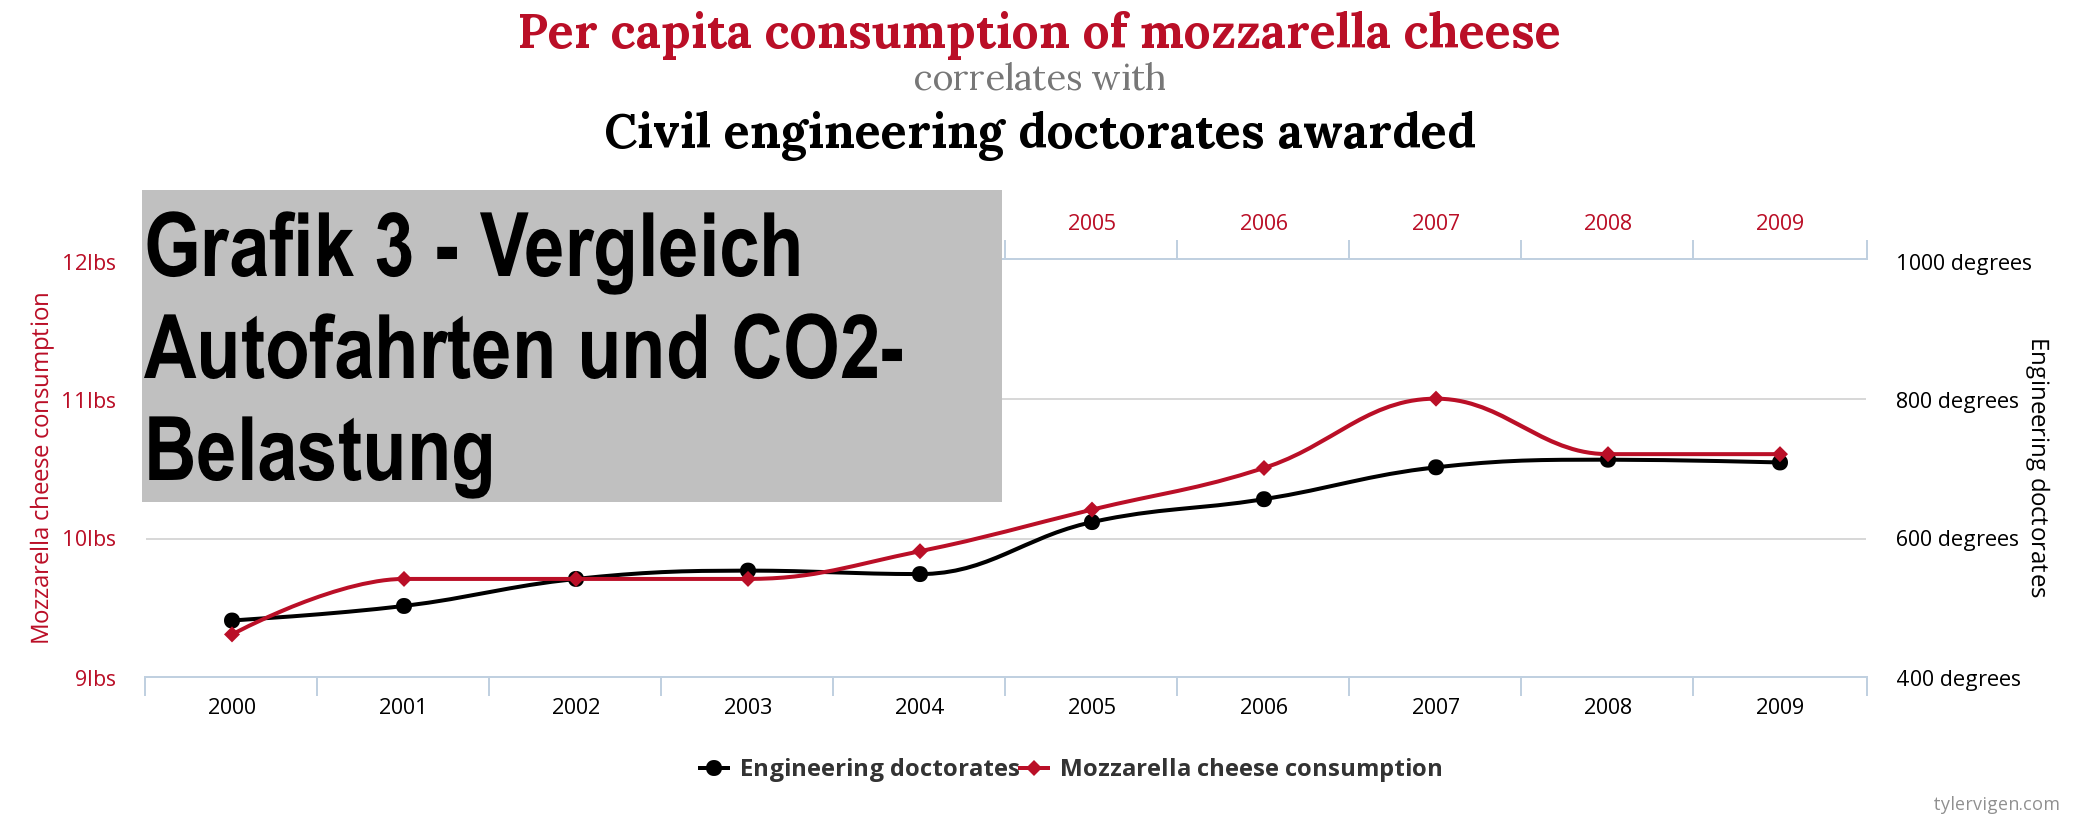 Per capita consumption of mozzarella cheese
correlates with
Civil engineering doctorates awarded
Grafik 3 - Vergleich
Autofahrten und CO2-
Belastung
2005 2006 2007 2008 2009
12lbs
11lbs
10lbs
9lbs
Mozzarella cheese consumption
1000 degrees
800 degrees
600 degrees
400 degrees
Engineering doctorates
2000 2001 2002 2003 2004 2005 2006 2007 2008 2009
Engineering doctorates Mozzarella cheese consumption
tylervigen.com